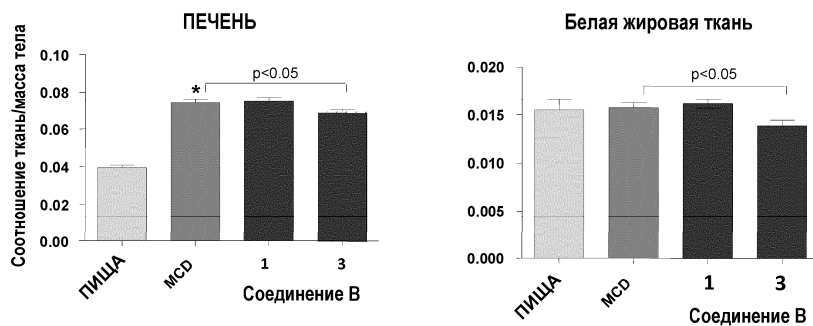 ПЕЧЕНЬ
Соотношение ткань/масса тела
0.10
0.08
0.06
0.04
0.02
0.00
*
p<0.05
ПИЩА
MCD
1
3
Соединение В
Белая жировая ткань
0.020
0.015
0.010
0.005
0.000
p<0.05
ПИЩА
MCD
1
3
Соединение В